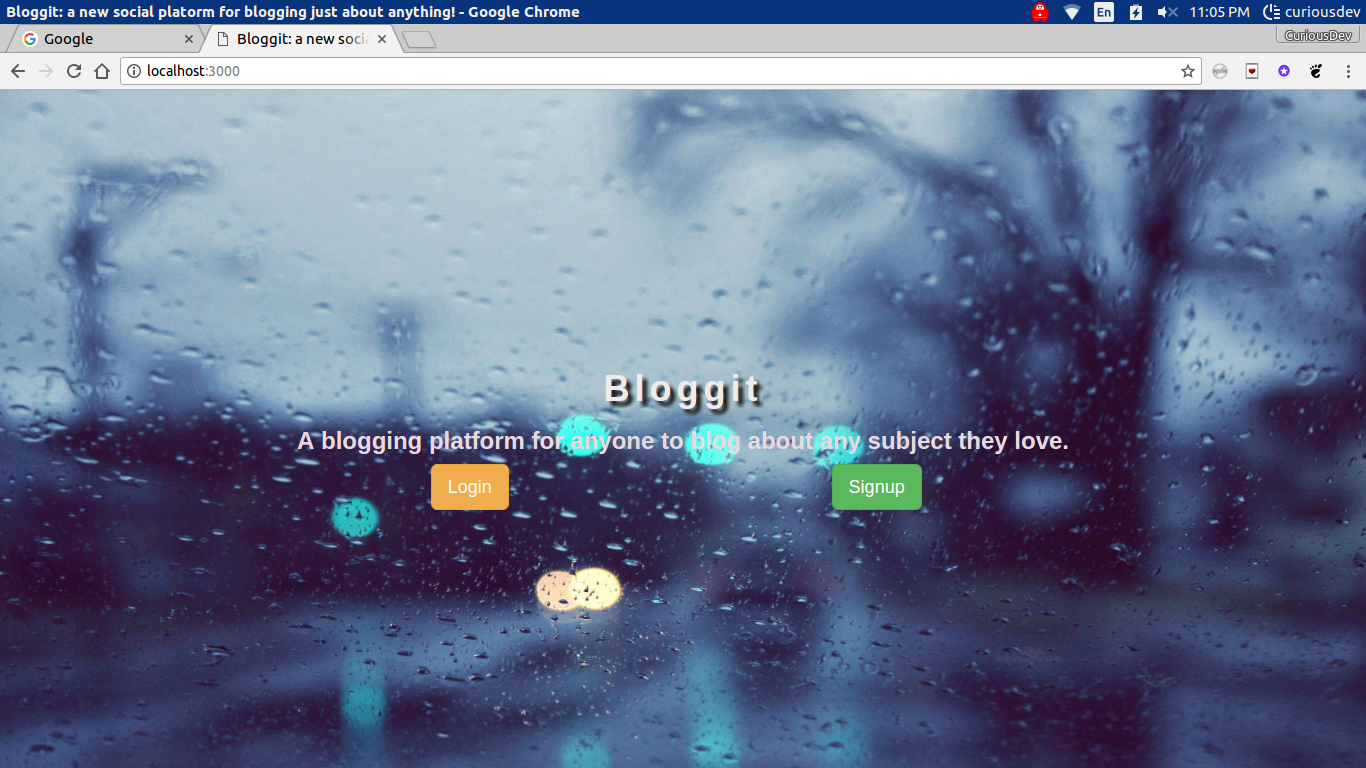 Bloggit: a new social platorm for blogging just about anything! - Google Chrome
En
11:05 PM
curiousdev
Google
Bloggit: a new soci
CuriousDev
localhost:3000
Bloggit
A blogging platform for anyone to blog about any subject they love.
Login
Signup